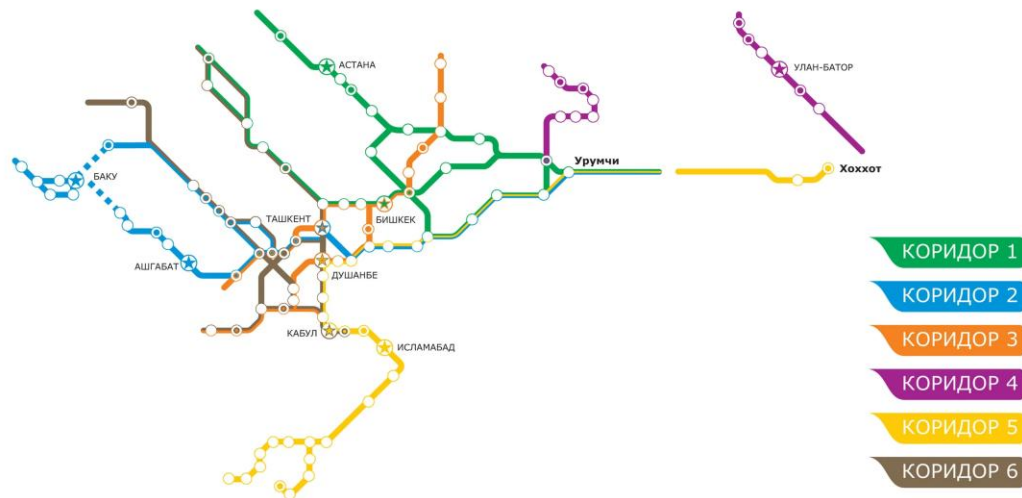 АСТАНА
УЛАН-БАТОР
Урумчи
Хоххот
БАКУ
ТАШКЕНТ
БИШКЕК
АШГАБАТ
ДУШАНБЕ
КАБУЛ
ИСЛАМАБАД
КОРИДОР 1
КОРИДОР 2
КОРИДОР 3
КОРИДОР 4
КОРИДОР 5
КОРИДОР 6